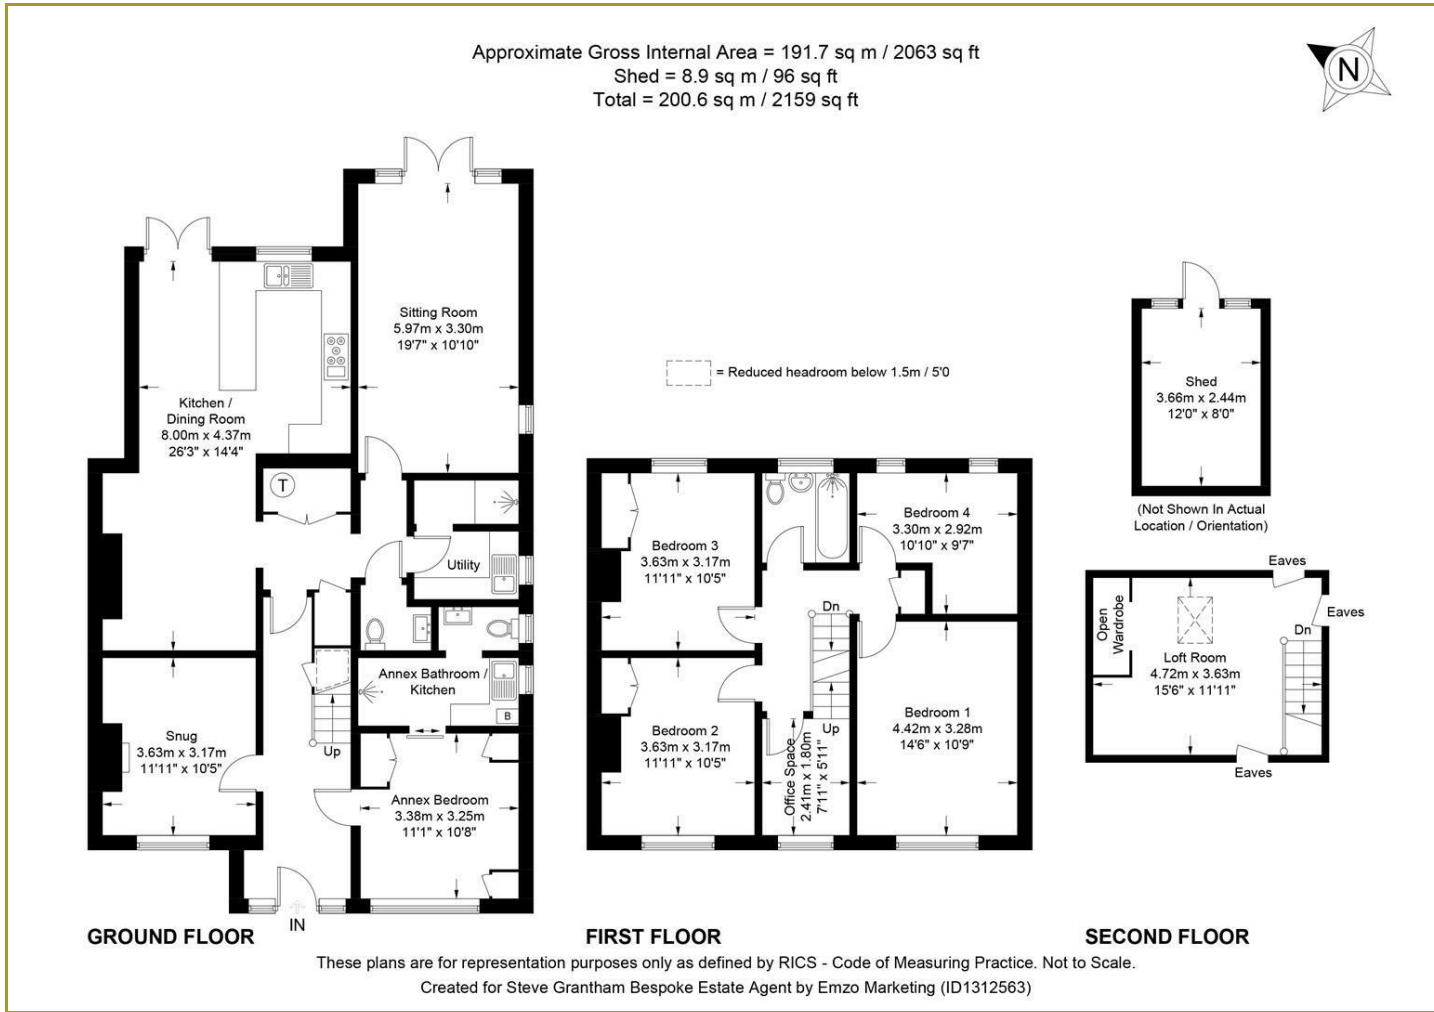 Approximate Gross Internal Area = 191.7 sq m / 2063 sq ft
Shed = 8.9 sq m / 96 sq ft
Total = 200.6 sq m / 2159 sq ft
N
Sitting Room
5.97m x 3.30m
19'7" x 10'10"
Kitchen /
Dining Room
8.00m x 4.37m
26'3" x 14'4"
T
Utility
Annex Bathroom /
Kitchen
B
Snug
3.63m x 3.17m
11'11" x 10'5"
Up
Annex Bedroom
3.38m x 3.25m
11'1" x 10'8"
IN
GROUND FLOOR
= Reduced headroom below 1.5m / 5'0
Bedroom 3
3.63m x 3.17m
11'11" x 10'5"
Bedroom 4
3.30m x 2.92m
10'10" x 9'7"
Dn
Up
Bedroom 2
3.63m x 3.17m
11'11" x 10'5"
Office Space
2.41m x 1.80m
7'11" x 5'11"
Bedroom 1
4.42m x 3.28m
14'6" x 10'9"
FIRST FLOOR
Shed
3.66m x 2.44m
12'0" x 8'0"
(Not Shown In Actual
Location / Orientation)
Eaves
Eaves
Open
Wardrobe
Dn
Loft Room
4.72m x 3.63m
15'6" x 11'11"
Eaves
SECOND FLOOR
These plans are for representation purposes only as defined by RICS - Code of Measuring Practice. Not to Scale.
Created for Steve Grantham Bespoke Estate Agent by Emzo Marketing (ID1312563)